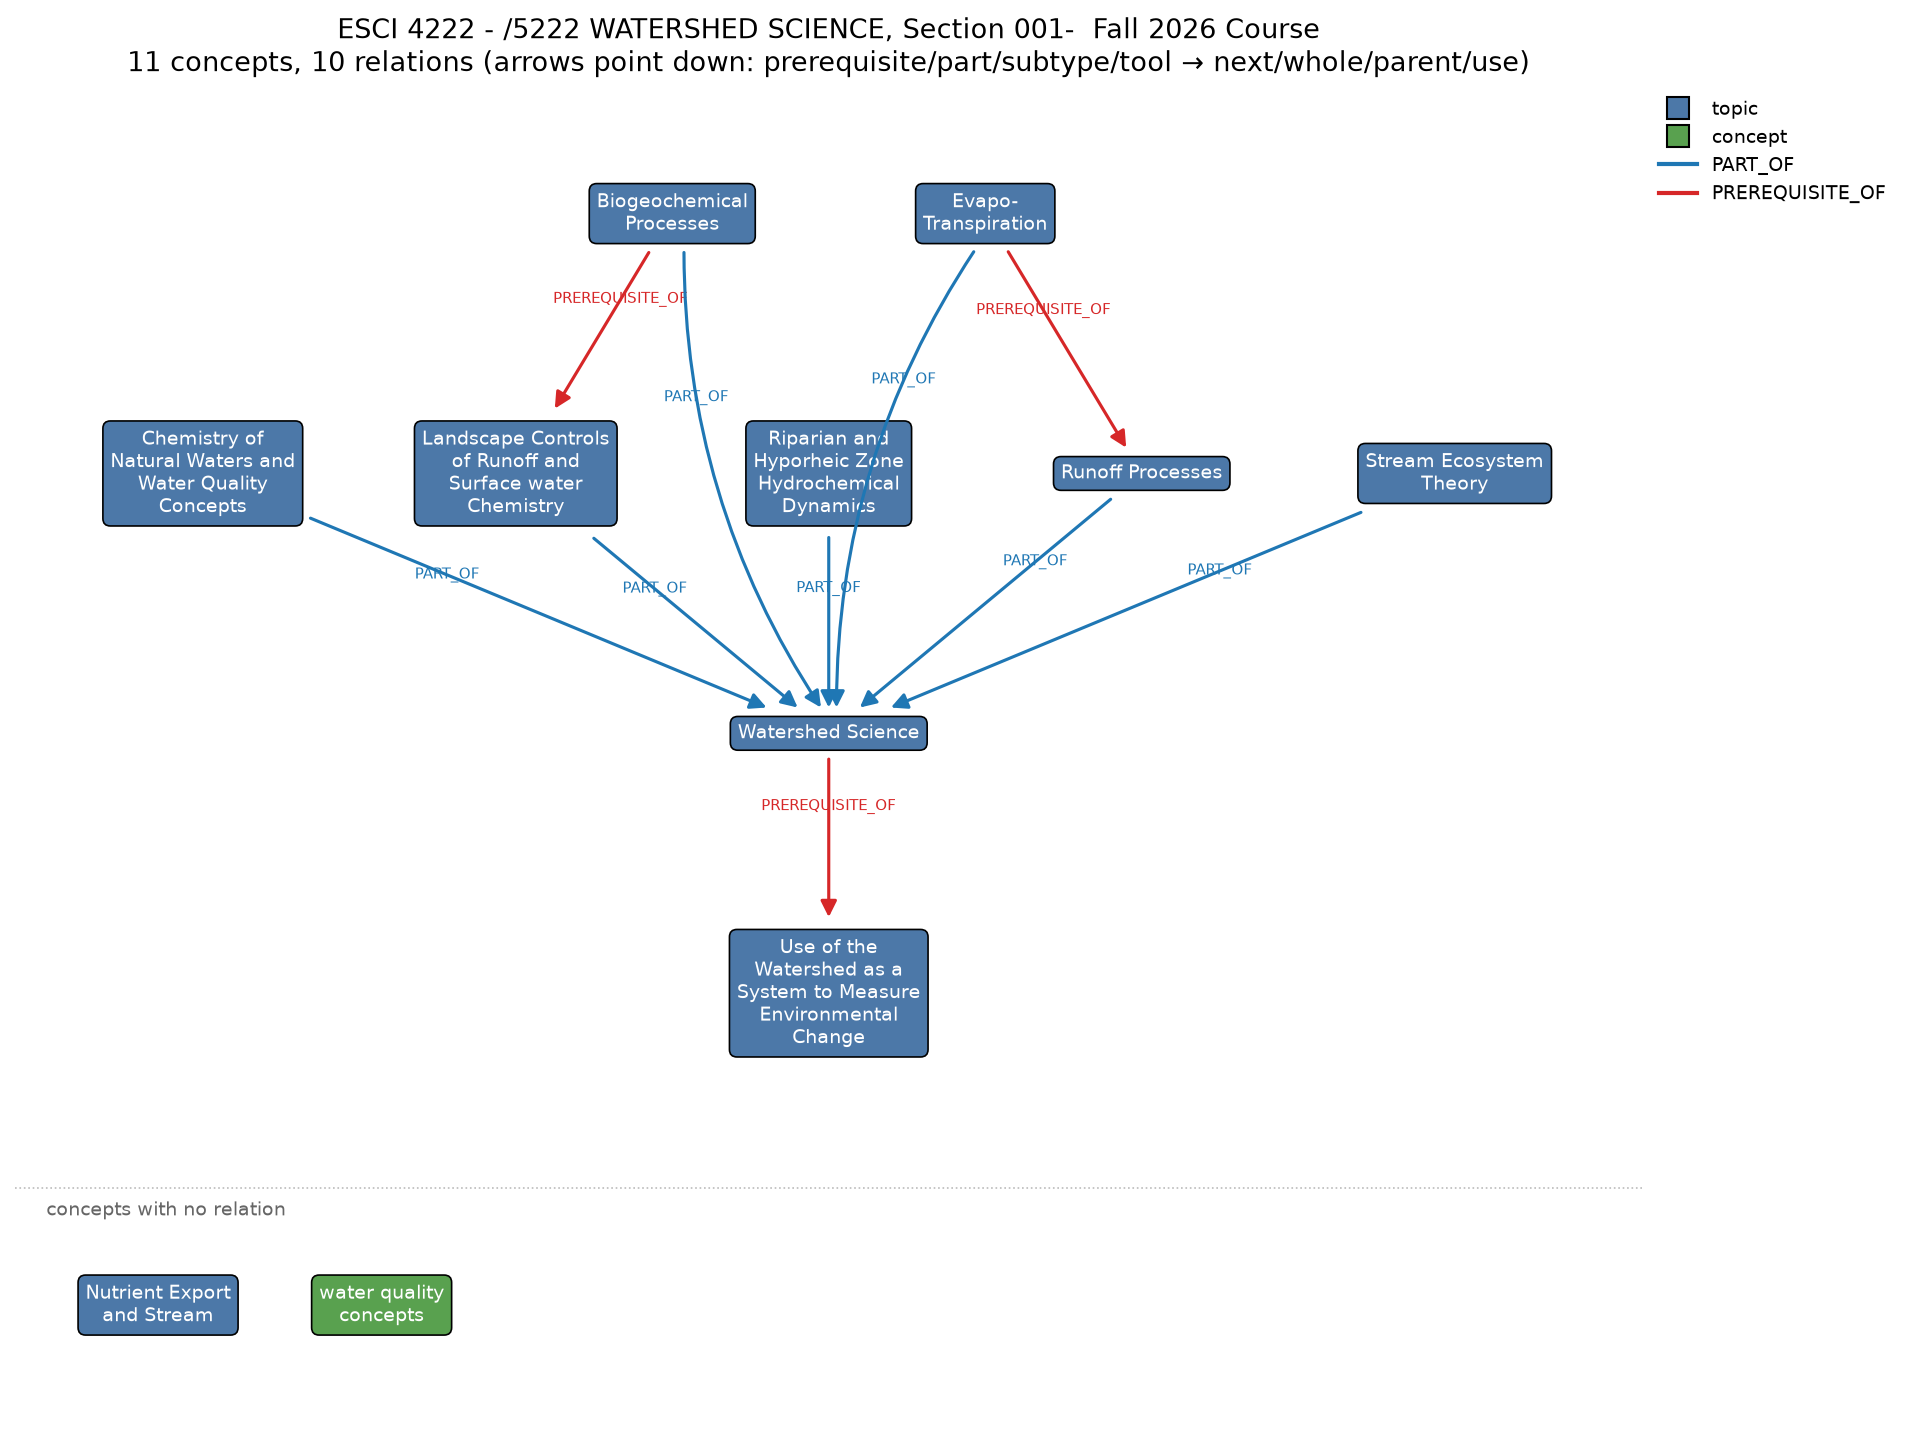 ESCI 4222 - /5222 WATERSHED SCIENCE, Section 001-  Fall 2026 Course
11 concepts, 10 relations (arrows point down: prerequisite/part/subtype/tool → next/whole/parent/use)
topic
concept
PART_OF
PREREQUISITE_OF
Biogeochemical
Processes
Evapo-
Transpiration
PREREQUISITE_OF
PREREQUISITE_OF
PART_OF
PART_OF
Chemistry of
Natural Waters and
Water Quality
Concepts
Landscape Controls
of Runoff and
Surface water
Chemistry
Riparian and
Hyporheic Zone
Hydrochemical
Dynamics
Runoff Processes
Stream Ecosystem
Theory
PART_OF
PART_OF
PART_OF
PART_OF
PART_OF
Watershed Science
PREREQUISITE_OF
Use of the
Watershed as a
System to Measure
Environmental
Change
concepts with no relation
Nutrient Export
and Stream
water quality
concepts